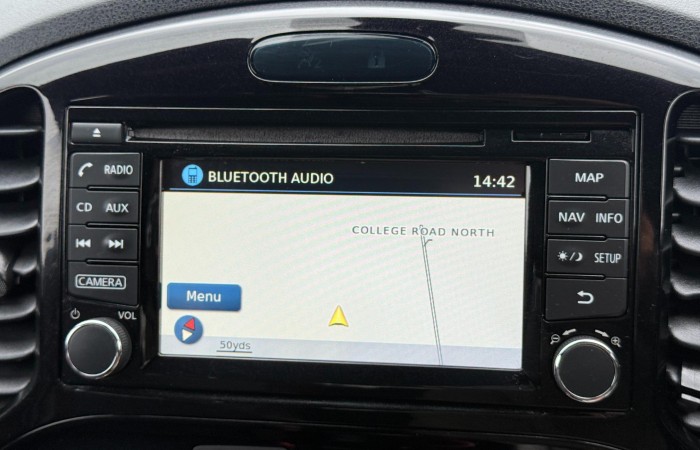 RADIO
CD AUX
CAMERA
VOL
BLUETOOTH AUDIO 14:42
COLLEGE ROAD NORTH
Menu
50yds
MAP
NAV INFO
SETUP